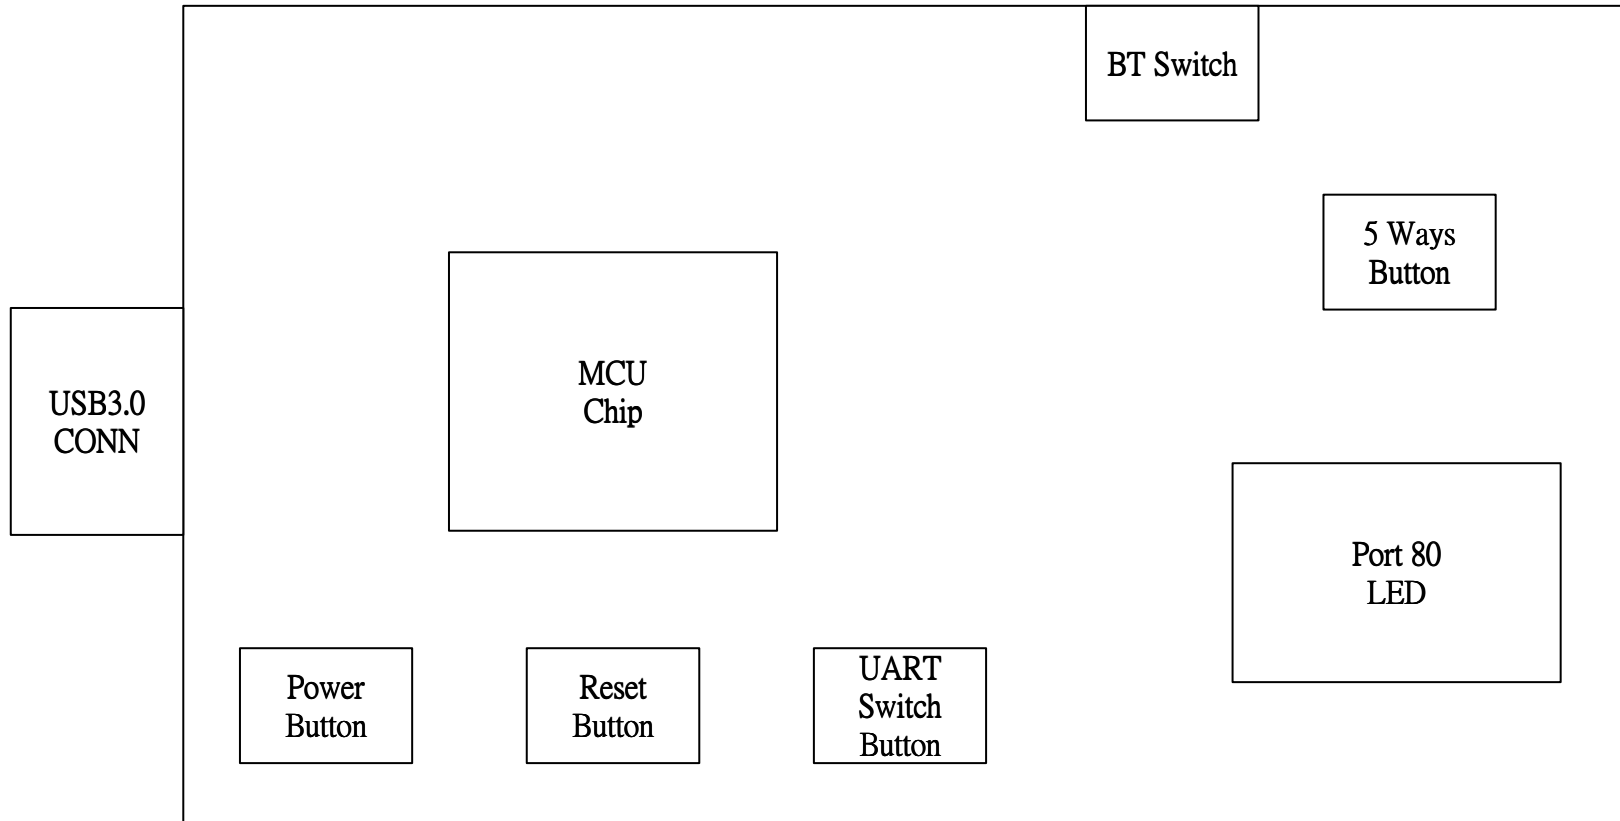 BT Switch
5 Ways
Button
MCU
Chip
USB3.0
CONN
Port 80
LED
Power
Button
Reset
Button
UART
Switch
Button